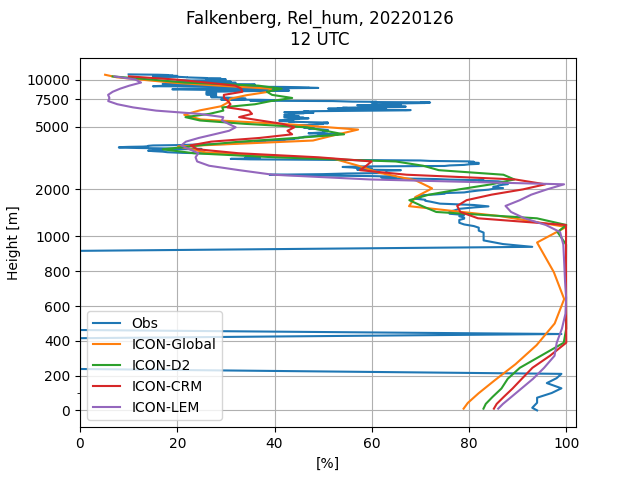 Falkenberg, Rel_hum, 20220126
12 UTC
10000
7500
5000
2000
1000
800
600
400
200
0
Height [m]
Obs
ICON-Global
ICON-D2
ICON-CRM
ICON-LEM
0 20 40 60 80 100
[%]